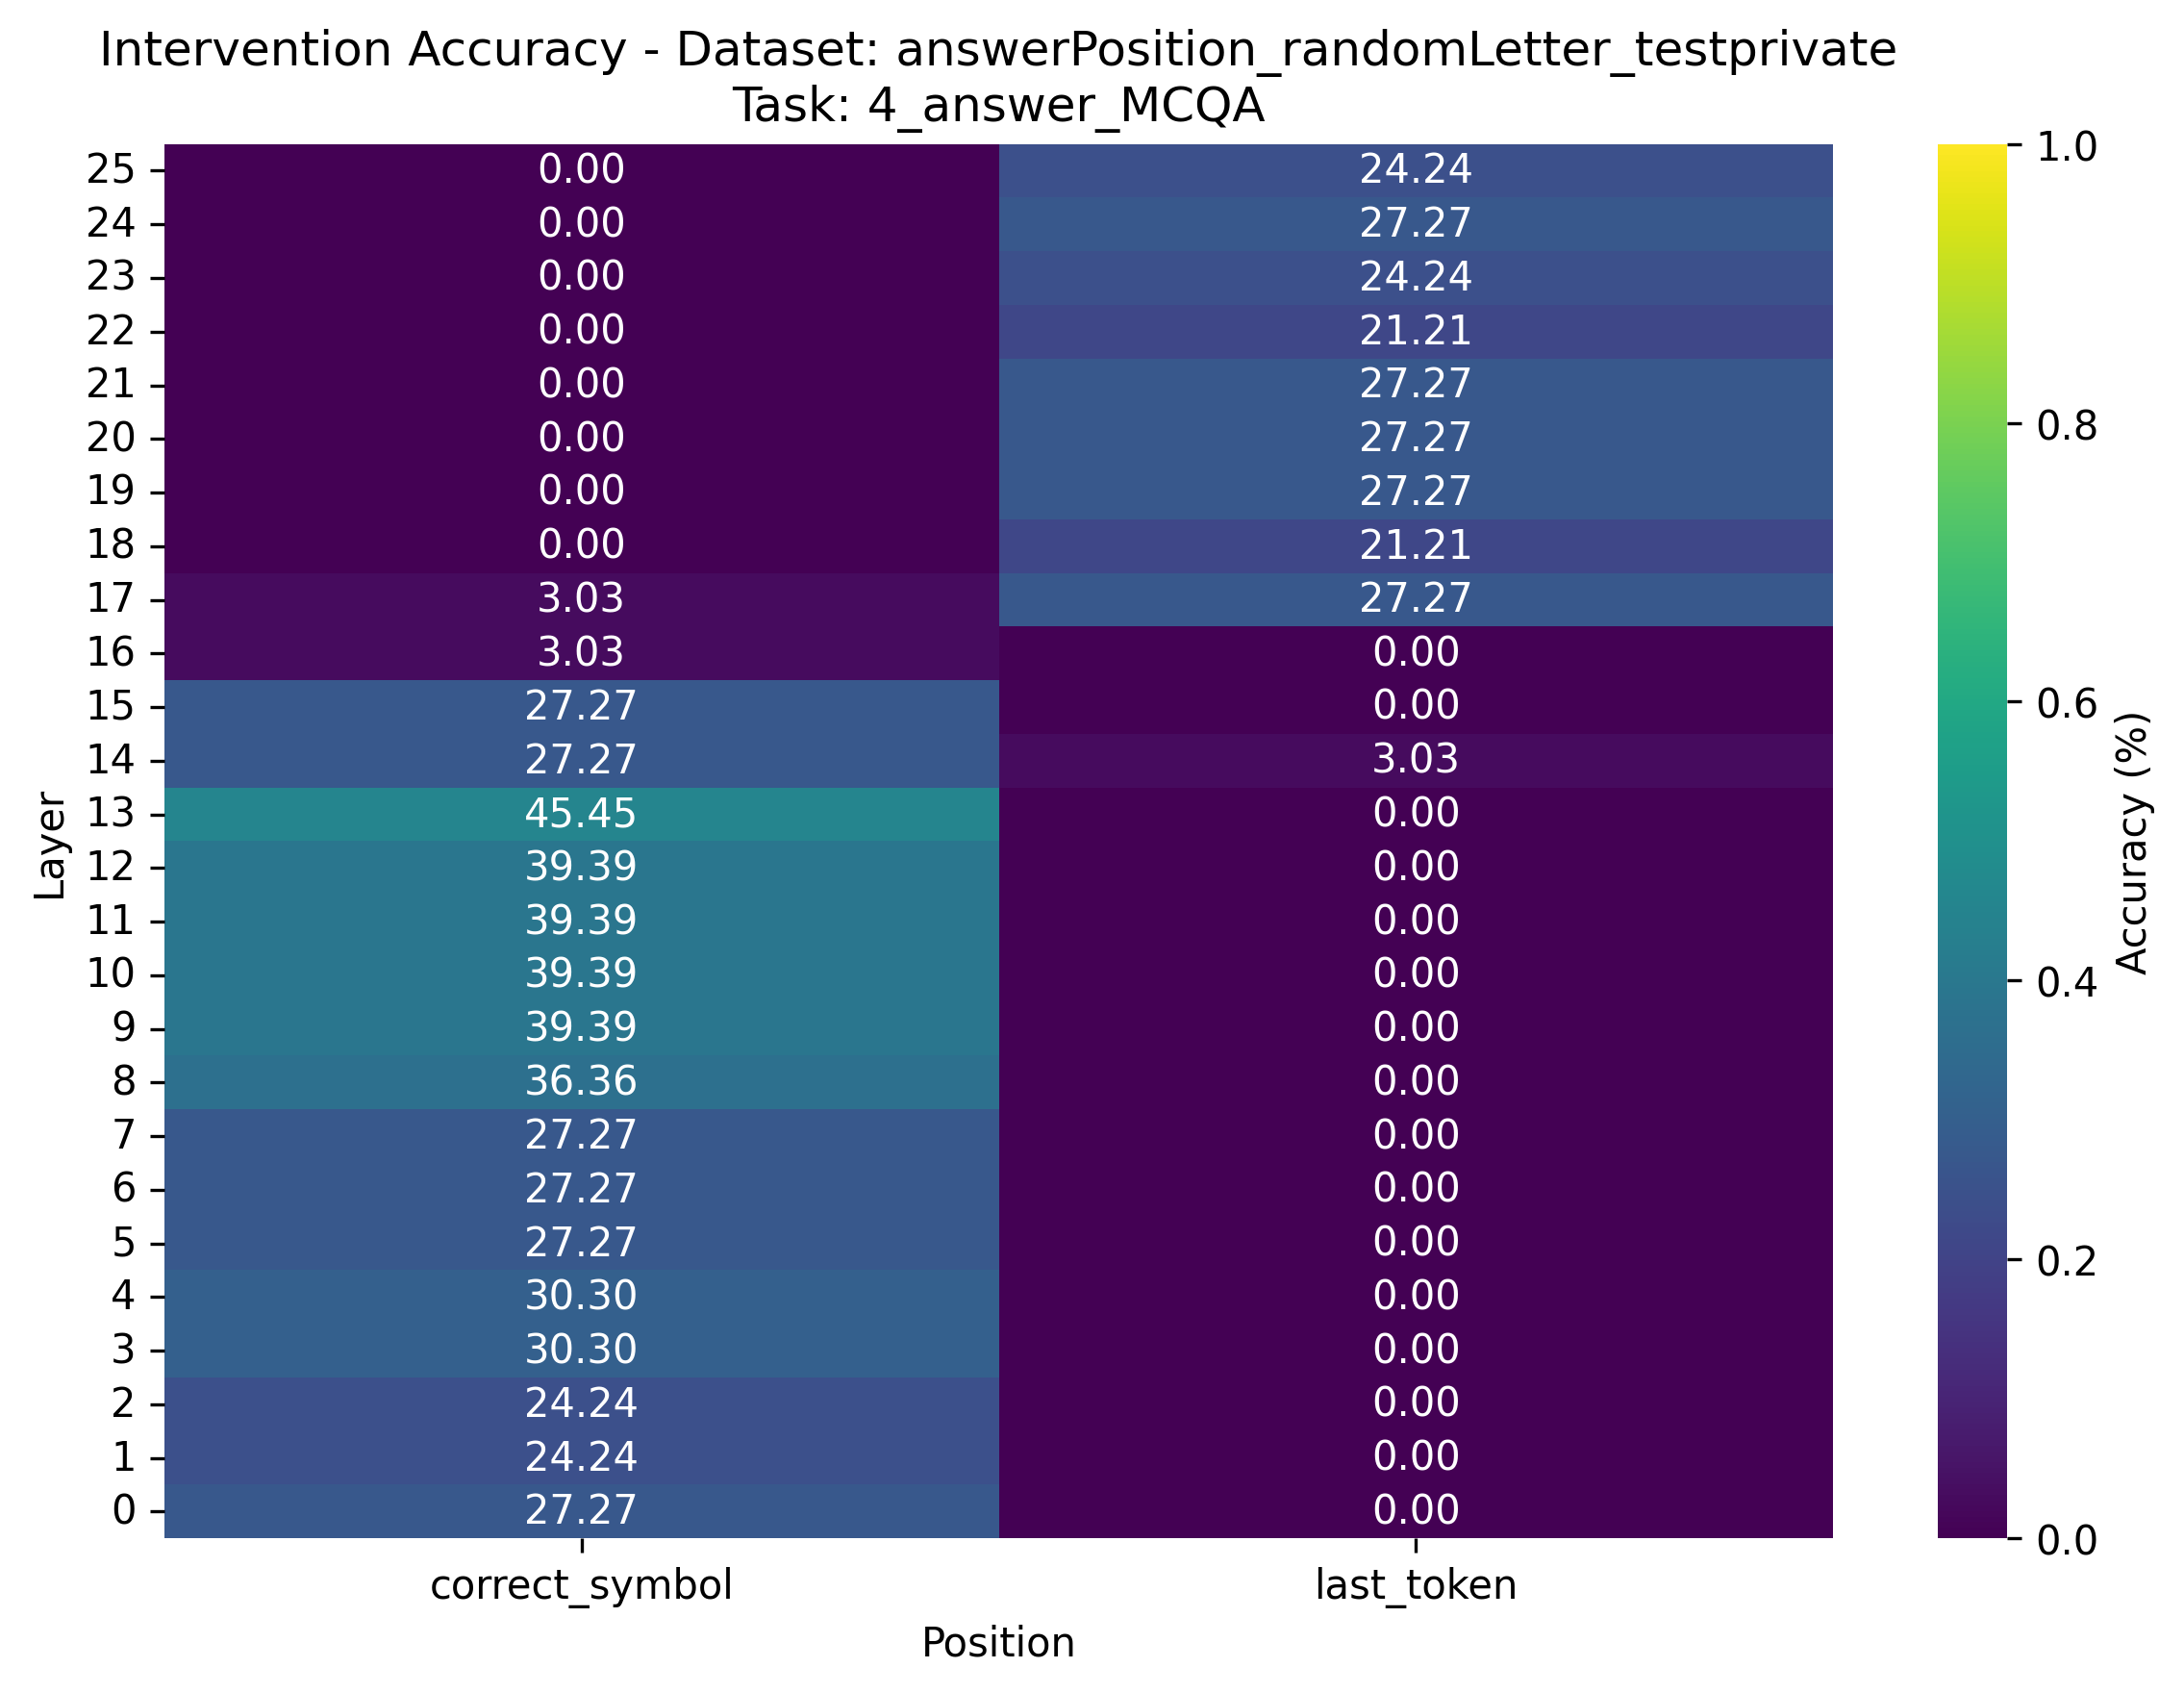 Intervention Accuracy - Dataset: answerPosition_randomLetter_testprivate
Task: 4_answer_MCQA
25 0.00 24.24
24 0.00 27.27
23 0.00 24.24
22 0.00 21.21
21 0.00 27.27
20 0.00 27.27
19 0.00 27.27
18 0.00 21.21
17 3.03 27.27
16 3.03 0.00
15 27.27 0.00
14 27.27 3.03
13 45.45 0.00
12 39.39 0.00
11 39.39 0.00
10 39.39 0.00
9 39.39 0.00
8 36.36 0.00
7 27.27 0.00
6 27.27 0.00
5 27.27 0.00
4 30.30 0.00
3 30.30 0.00
2 24.24 0.00
1 24.24 0.00
0 27.27 0.00
Layer
correct_symbol last_token
Position
1.0
0.8
0.6
0.4
0.2
0.0
Accuracy (%)